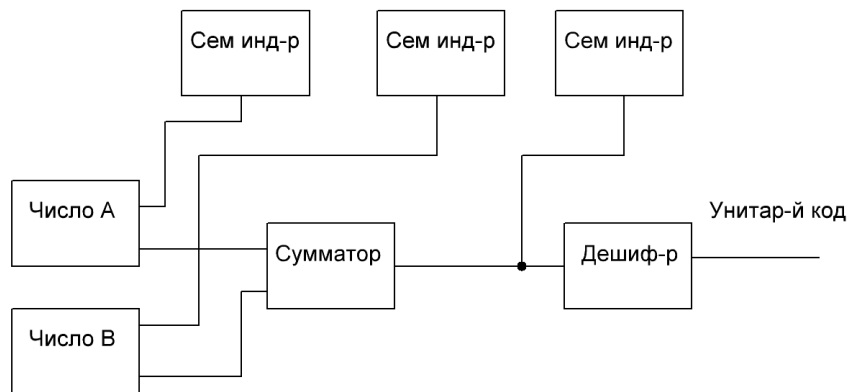 Сем инд-р
Сем инд-р
Сем инд-р
Число А
Сумматор
Дешиф-р
Унитар-й код
Число В